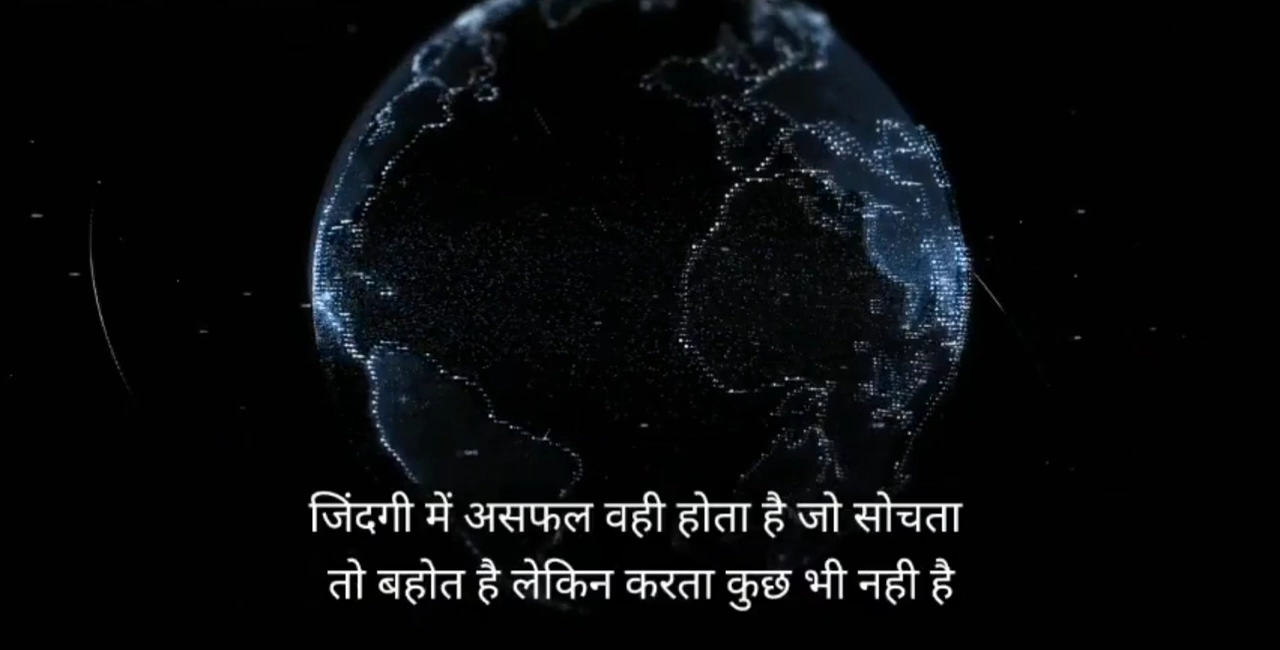 जिंदगी में असफल वही होता है जो सोचता
तो बहोत है लेकिन करता कुछ भी नही है